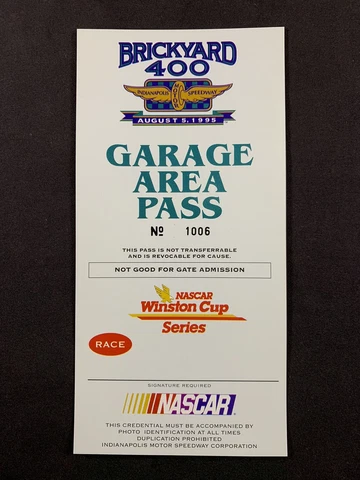 BRICKYARD
400
INDIANAPOLIS SPEEDWAY
AUGUST 5, 1995
GARAGE
AREA
PASS
Nº 1006
THIS PASS IS NOT TRANSFERRABLE
AND IS REVOCABLE FOR CAUSE.
NOT GOOD FOR GATE ADMISSION
NASCAR
Winston Cup
Series
RACE
SIGNATURE REQUIRED
NASCAR
THIS CREDENTIAL MUST BE ACCOMPANIED BY
PHOTO IDENTIFICATION AT ALL TIMES
DUPLICATION PROHIBITED
INDIANAPOLIS MOTOR SPEEDWAY CORPORATION